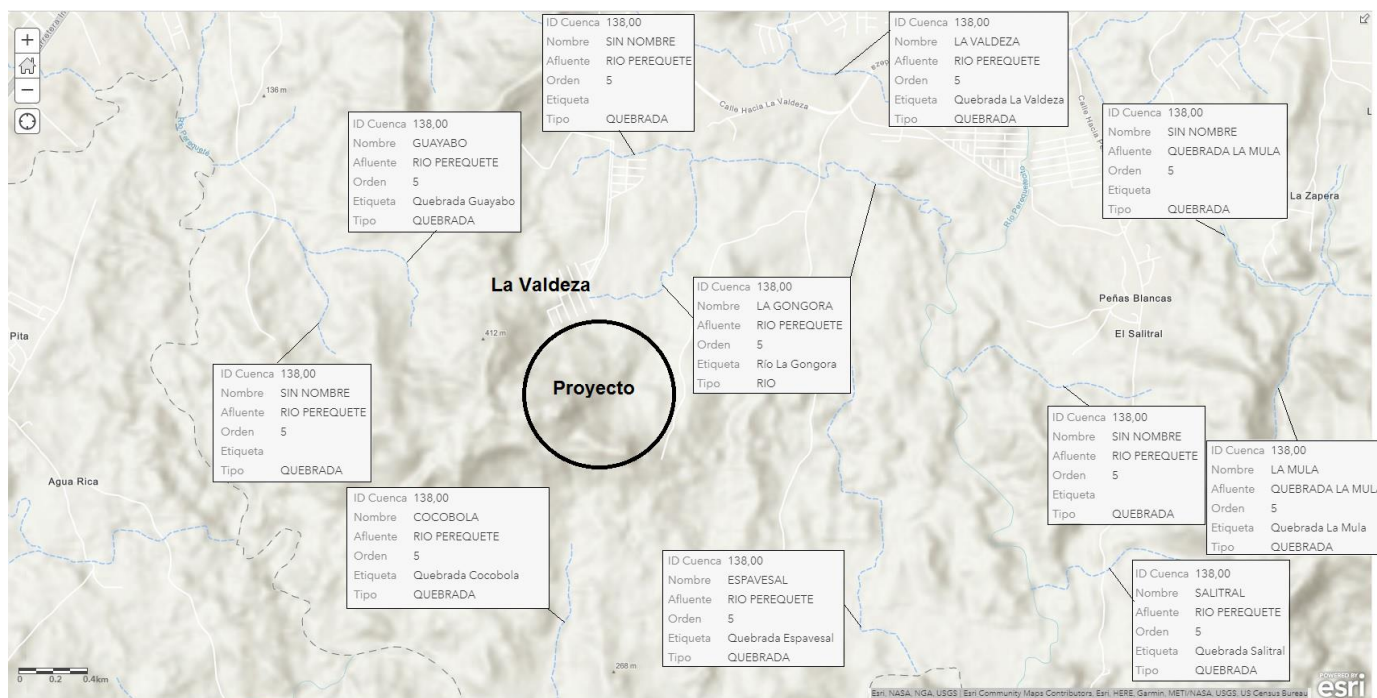 ID Cuenca 138,00
Nombre SIN NOMBRE
Afluente RIO PEREQUETE
Orden 5
Etiqueta
Tipo QUEBRADA
ID Cuenca 138,00
Nombre LA VALDEZA
Afluente RIO PEREQUETE
Orden 5
Etiqueta Quebrada La Valdeza
Tipo QUEBRADA
136 m
Calle Hacia La Valdeza
Río Perequeté
ID Cuenca 138,00
Nombre GUAYABO
Afluente RIO PEREQUETE
Orden 5
Etiqueta Quebrada Guayabo
Tipo QUEBRADA
ID Cuenca 138,00
Nombre SIN NOMBRE
Afluente QUEBRADA LA MULA
Orden 5
Etiqueta
Tipo QUEBRADA
La Zapera
Río Perequeté
La Valdeza
ID Cuenca 138,00
Nombre LA GONGORA
Afluente RIO PEREQUETE
Orden 5
Etiqueta Río La Gongora
Tipo RIO
Peñas Blancas
El Salitral
Pita
412 m
Proyecto
ID Cuenca 138,00
Nombre SIN NOMBRE
Afluente RIO PEREQUETE
Orden 5
Etiqueta
Tipo QUEBRADA
ID Cuenca 138,00
Nombre SIN NOMBRE
Afluente RIO PEREQUETE
Orden 5
Etiqueta
Tipo QUEBRADA
ID Cuenca 138,00
Nombre LA MULA
Afluente QUEBRADA LA MULA
Orden 5
Etiqueta Quebrada La Mula
Tipo QUEBRADA
Agua Rica
ID Cuenca 138,00
Nombre COCOBOLA
Afluente RIO PEREQUETE
Orden 5
Etiqueta Quebrada Cocobola
Tipo QUEBRADA
ID Cuenca 138,00
Nombre ESPAVESAL
Afluente RIO PEREQUETE
Orden 5
Etiqueta Quebrada Espavesal
Tipo QUEBRADA
ID Cuenca 138,00
Nombre SALITRAL
Afluente RIO PEREQUETE
Orden 5
Etiqueta Quebrada Salitral
Tipo QUEBRADA
268 m
0 0.2 0.4km
Esri, NASA, NGA, USGS | Esri Community Maps Contributors, Esri, HERE, Garmin, METI/NASA, USGS, US Census Bureau
POWERED BY
esri